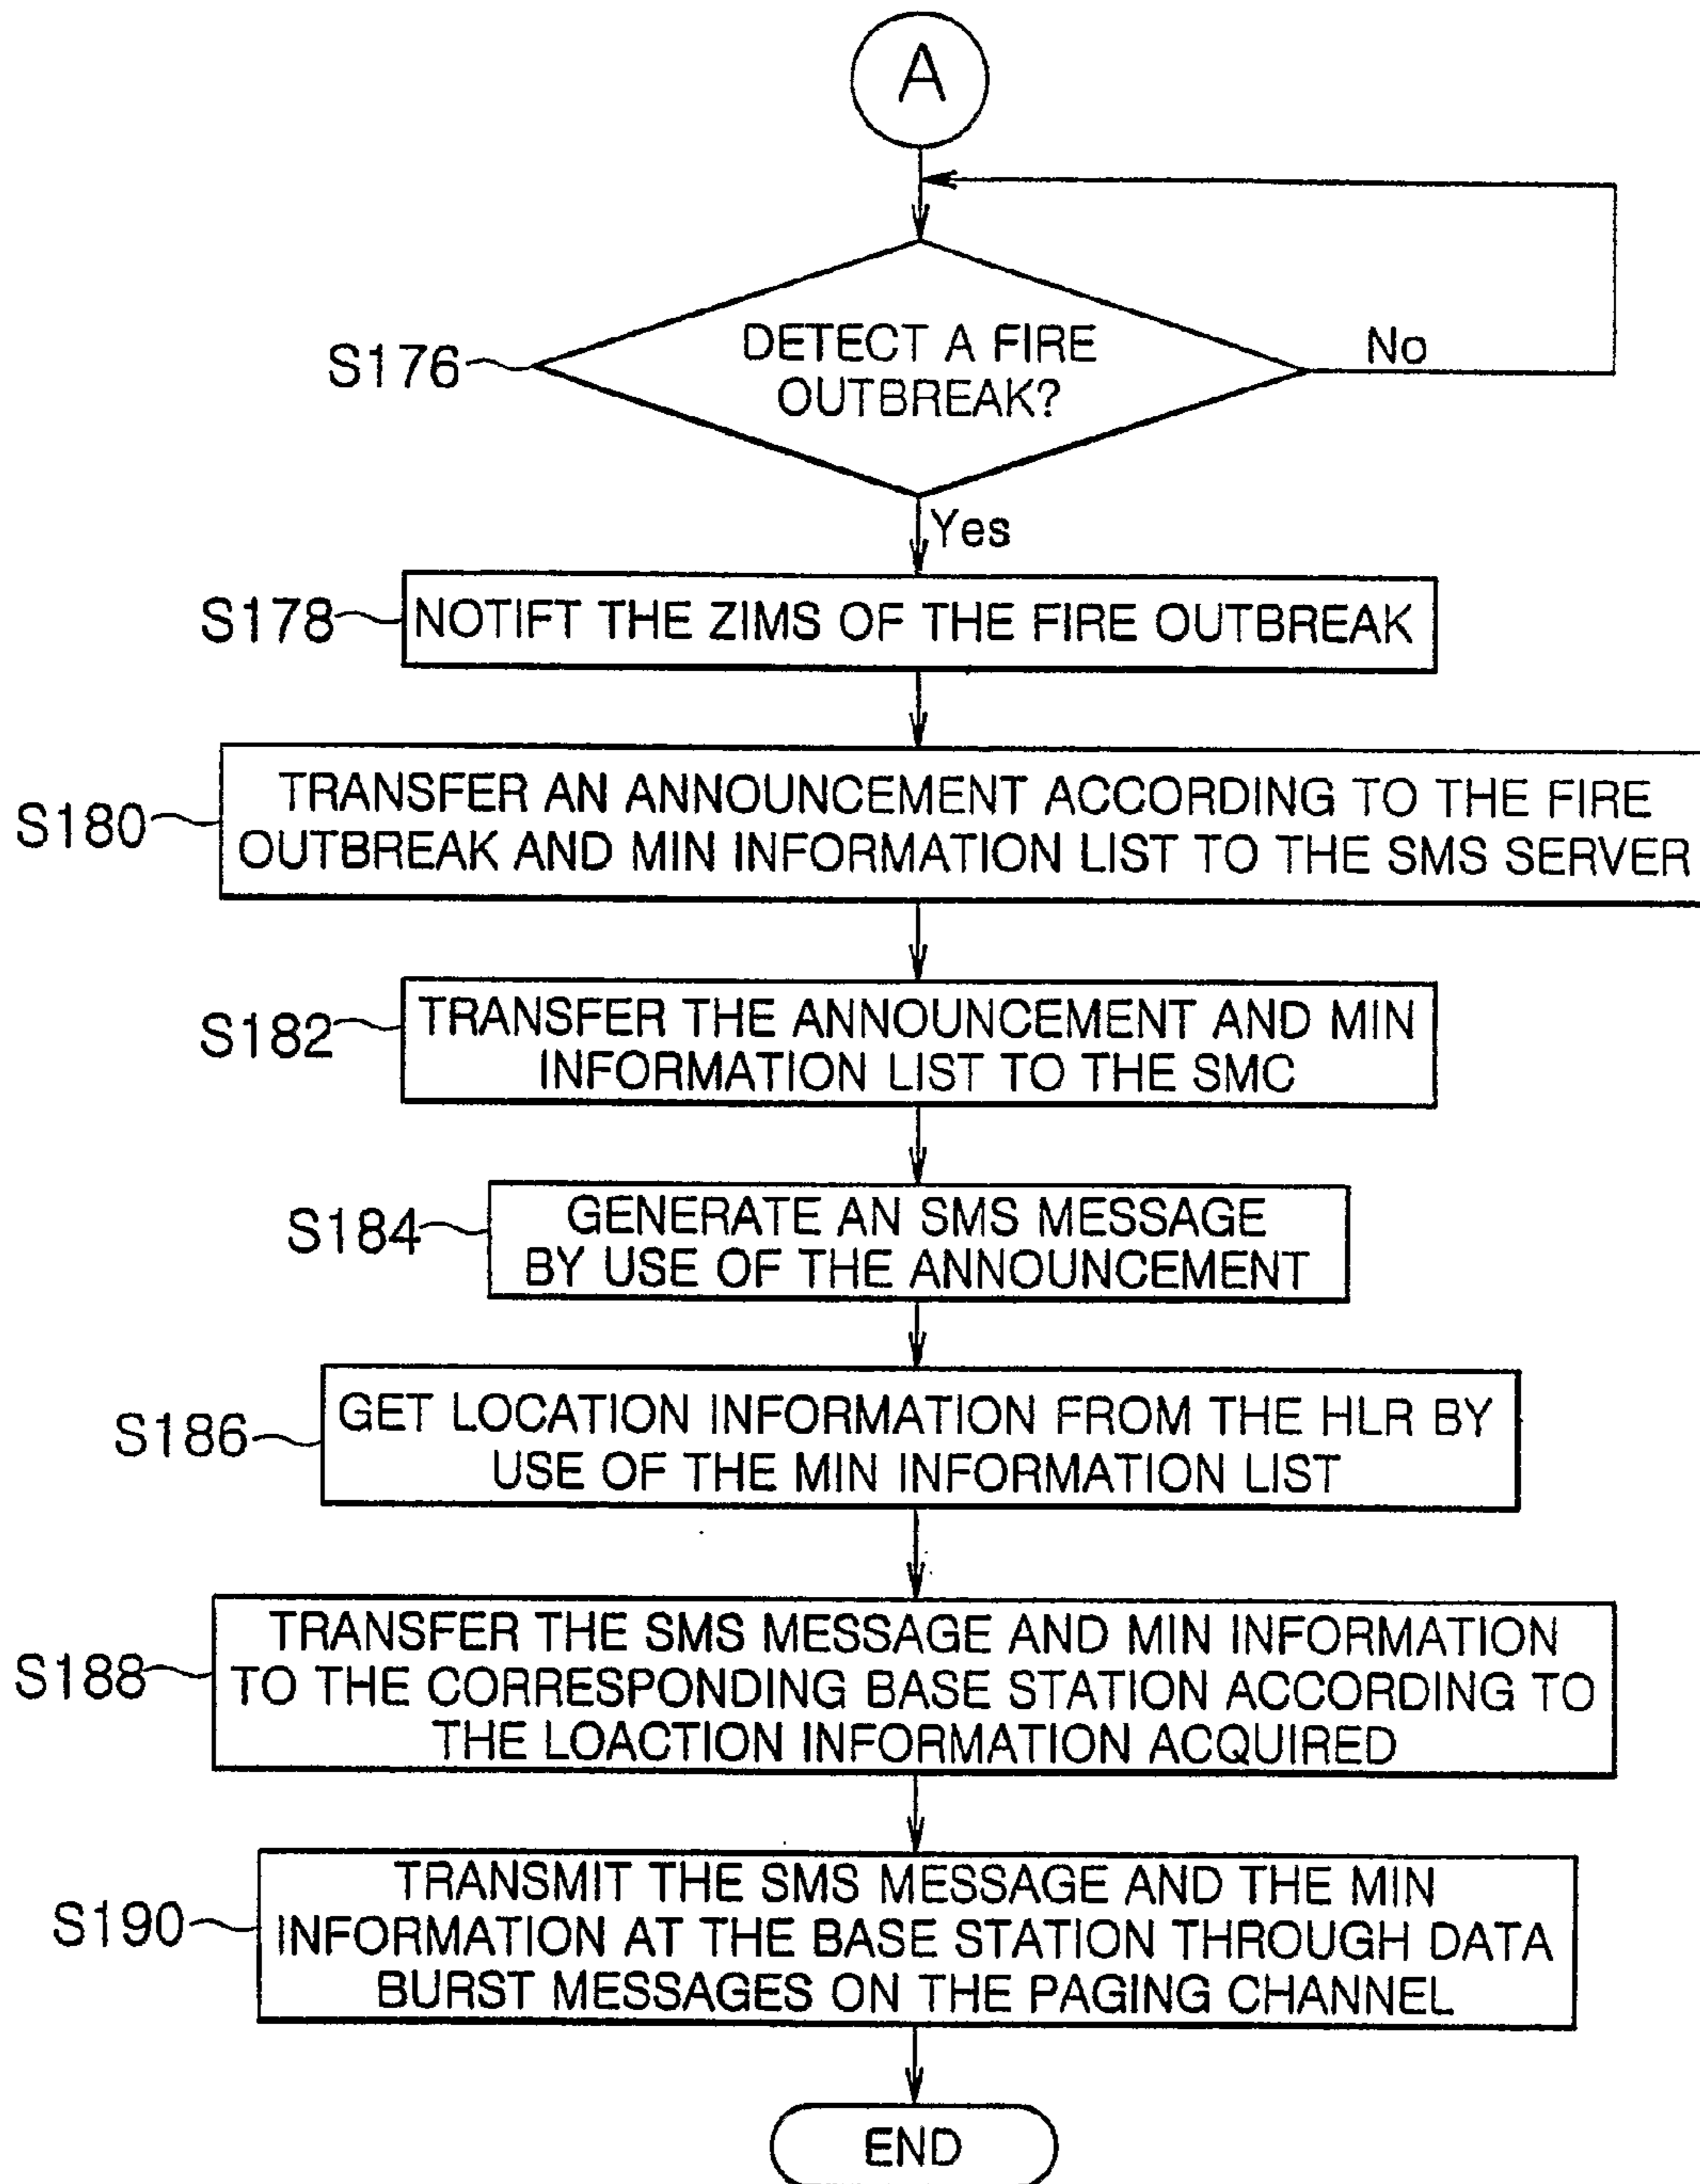 A
S176
DETECT A FIRE
OUTBREAK?
No
Yes
S178
NOTIFT THE ZIMS OF THE FIRE OUTBREAK
S180
TRANSFER AN ANNOUNCEMENT ACCORDING TO THE FIRE
OUTBREAK AND MIN INFORMATION LIST TO THE SMS SERVER
S182
TRANSFER THE ANNOUNCEMENT AND MIN
INFORMATION LIST TO THE SMC
S184
GENERATE AN SMS MESSAGE
BY USE OF THE ANNOUNCEMENT
S186
GET LOCATION INFORMATION FROM THE HLR BY
USE OF THE MIN INFORMATION LIST
S188
TRANSFER THE SMS MESSAGE AND MIN INFORMATION
TO THE CORRESPONDING BASE STATION ACCORDING TO
THE LOACTION INFORMATION ACQUIRED
S190
TRANSMIT THE SMS MESSAGE AND THE MIN
INFORMATION AT THE BASE STATION THROUGH DATA
BURST MESSAGES ON THE PAGING CHANNEL
END